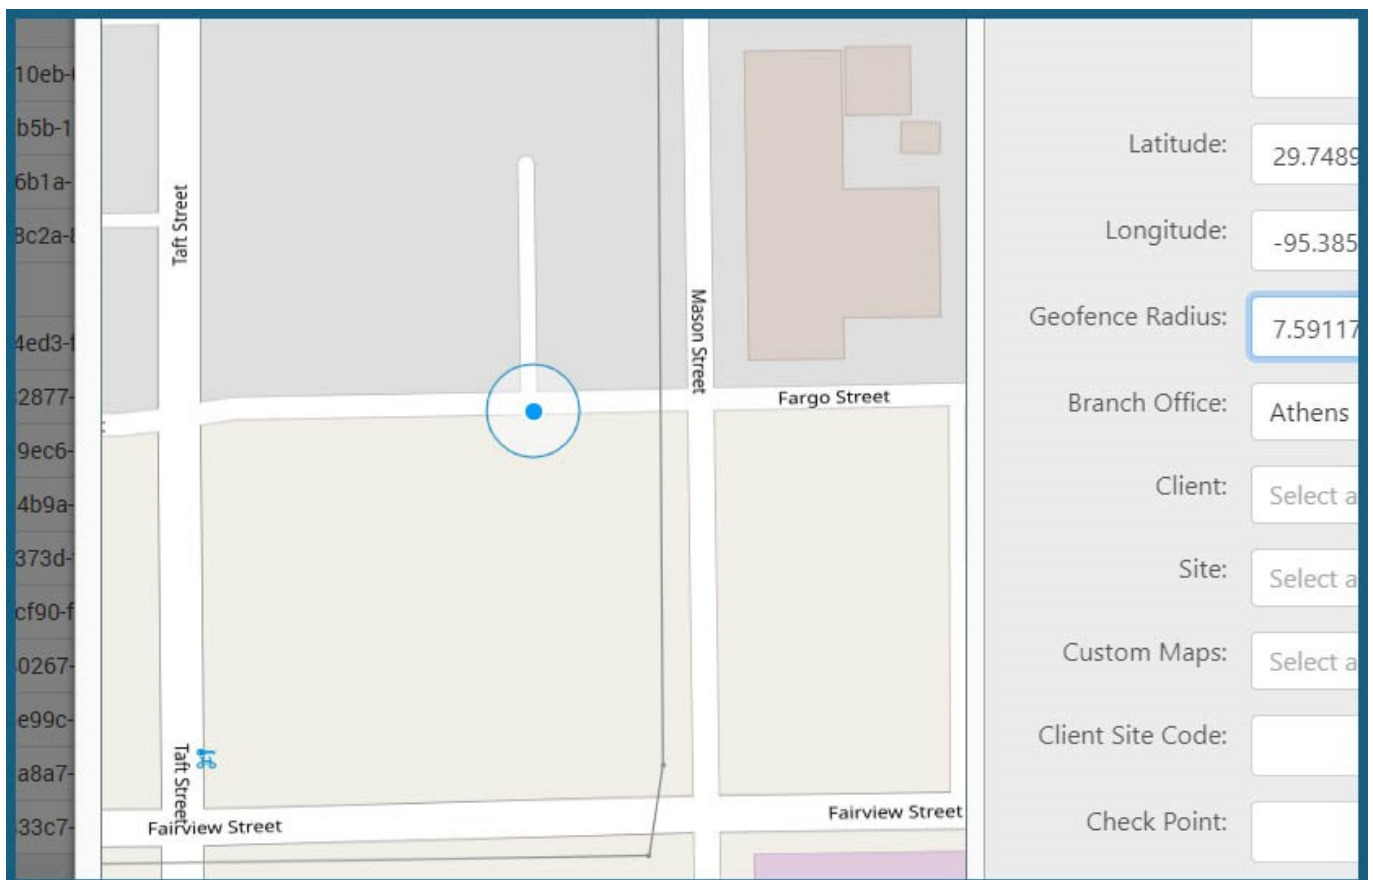 10eb-
b5b-1
6b1a-
3c2a-
4ed3-
2877-
9ec6-
4b9a-
373d-
cf90-f
0267-
e99c-
a8a7-
33c7-
Taft Street
Mason Street
Fargo Street
Taft Street
Fairview Street
Fairview Street
Latitude: 29.7489
Longitude: -95.385
Geofence Radius: 7.59117
Branch Office: Athens
Client: Select a
Site: Select a
Custom Maps: Select a
Client Site Code:
Check Point: